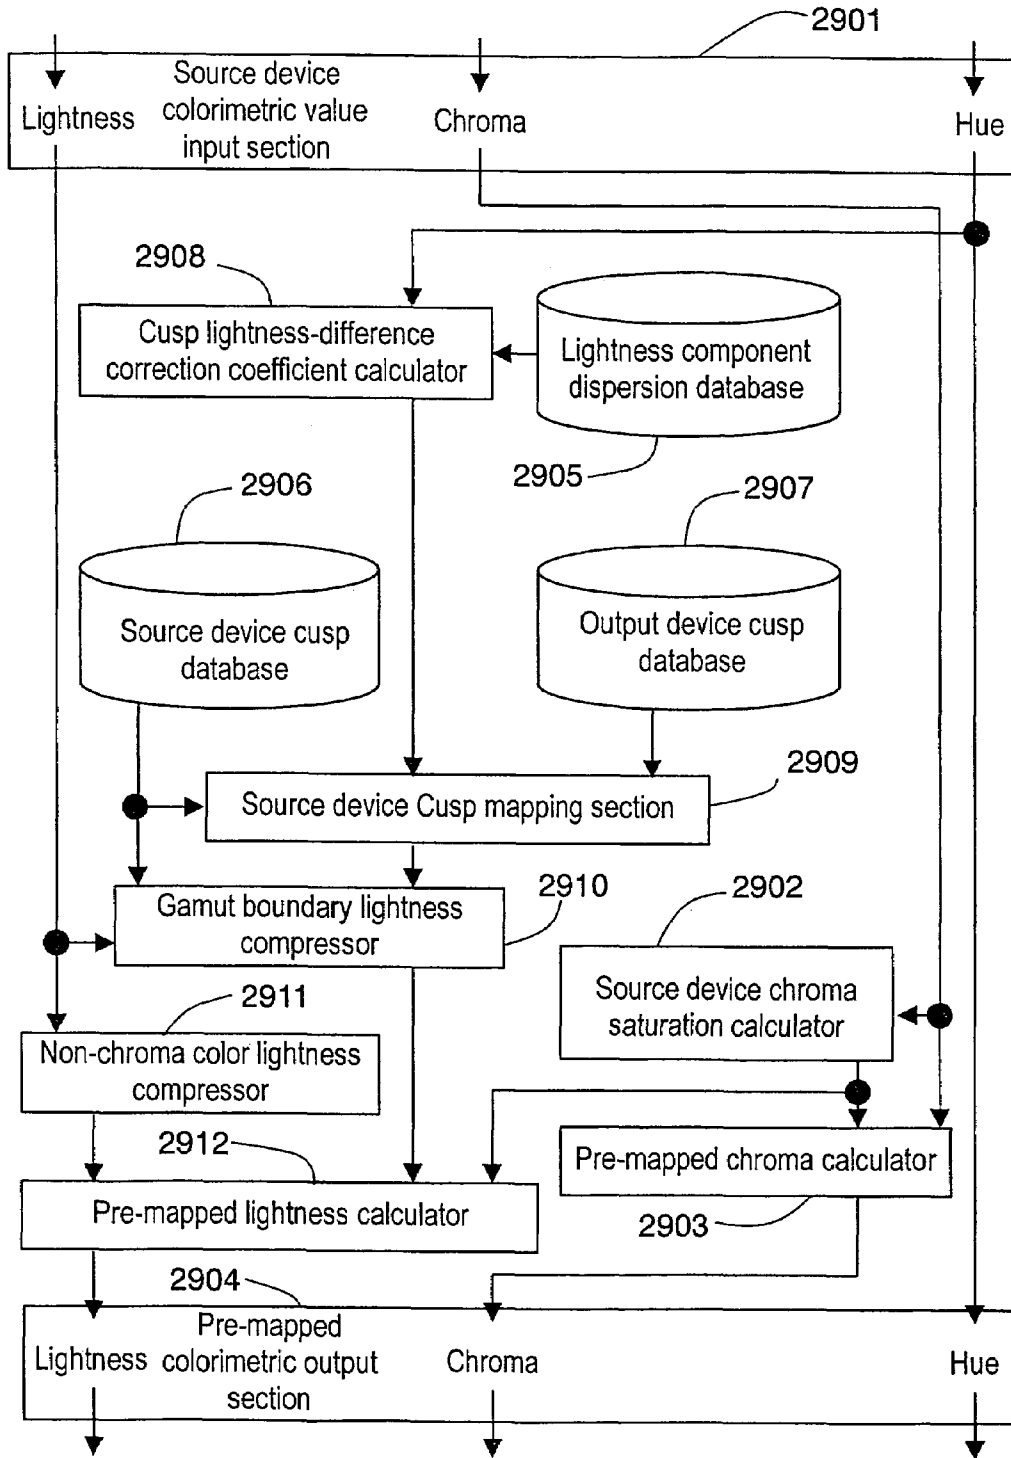 2901
Source device
colorimetric value
input section
Lightness
Chroma
Hue
2908
Cusp lightness-difference
correction coefficient calculator
Lightness component
dispersion database
2905
2906
2907
Source device cusp
database
Output device cusp
database
2909
Source device Cusp mapping section
2910
Gamut boundary lightness
compressor
2902
Source device chroma
saturation calculator
2911
Non-chroma color lightness
compressor
2912
Pre-mapped chroma calculator
Pre-mapped lightness calculator
2903
2904
Pre-mapped
colorimetric output
section
Lightness
Chroma
Hue